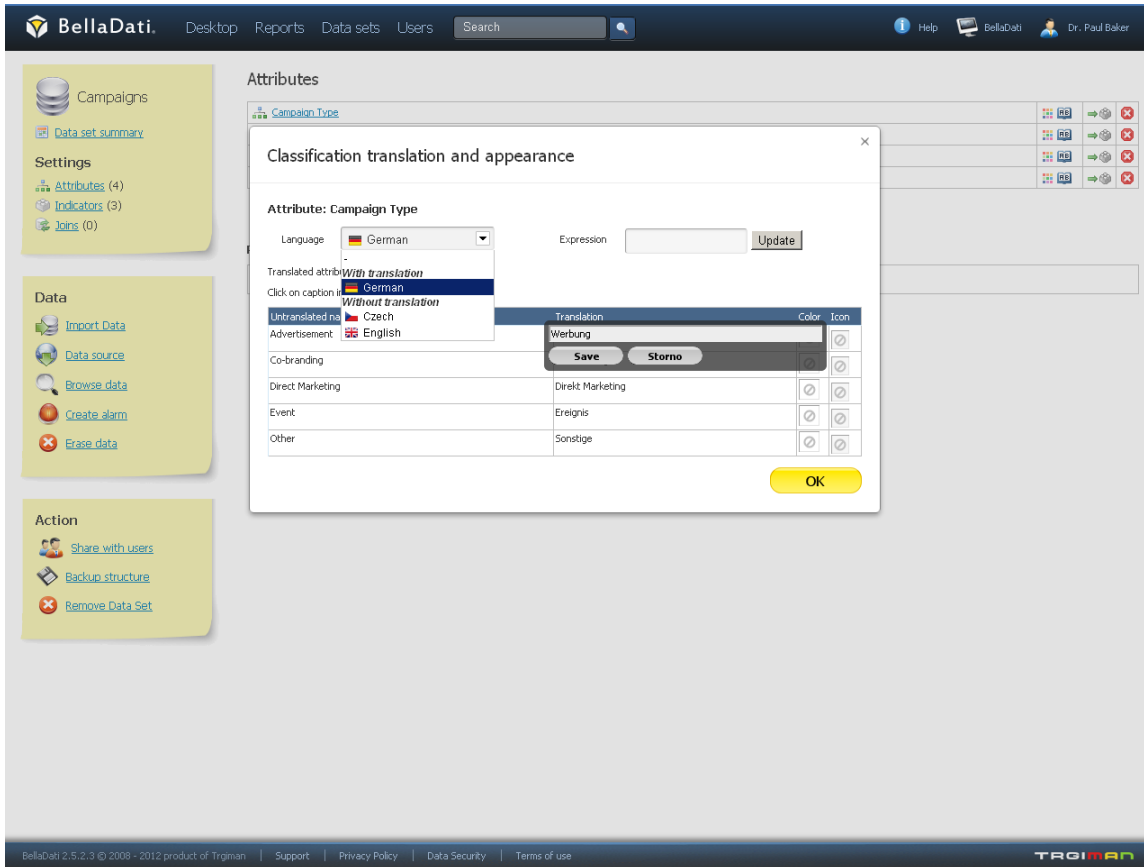 BellaDati. Desktop Reports Data sets Users Search Help BellaDati Dr. Paul Baker
Campaigns
Data set summary
Settings
Attributes (4)
Indicators (3)
Joins (0)
Data
Import Data
Data source
Browse data
Create alarm
Erase data
Action
Share with users
Backup structure
Remove Data Set
Attributes
Campaign Type
Classification translation and appearance
×
Attribute: Campaign Type
Language German Expression Update
-
Translated
With translation
German
Click on caption
Without translation
Czech
English
Untranslated Translation Color Icon
Advertisement Werbung
Save Storno
Co-branding
Direct Marketing Direkt Marketing
Event Ereignis
Other Sonstige
OK
BellaDati 2.5.2.3 © 2008 - 2012 product of Trgiman | Support | Privacy Policy | Data Security | Terms of use TRGIMAN